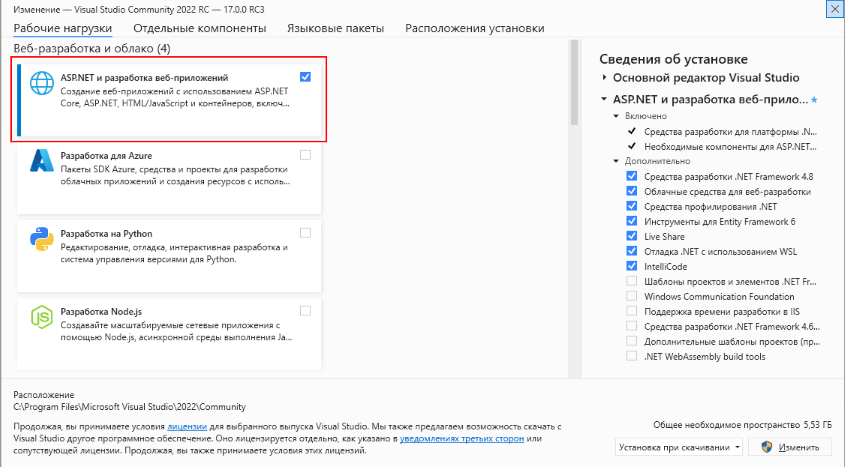 Изменение — Visual Studio Community 2022 RC — 17.0.0 RC3
Рабочие нагрузки Отдельные компоненты Языковые пакеты Расположения установки
Веб-разработка и облако (4)
ASP.NET и разработка веб-приложений
Создание веб-приложений с использованием ASP.NET
Core, ASP.NET, HTML/JavaScript и контейнеров, включ...
Разработка для Azure
Пакеты SDK Azure, средства и проекты для разработки
облачных приложений и создания ресурсов с исполь...
Разработка на Python
Редактирование, отладка, интерактивная разработка и
система управления версиями для Python.
Разработка Node.js
Создавайте масштабируемые сетевые приложения с
помощью Node.js, асинхронной среды выполнения Ja...
Сведения об установке
Основной редактор Visual Studio
ASP.NET и разработка веб-прило... *
Включено
Средства разработки для платформы .N...
Необходимые компоненты для ASP.NET...
Дополнительно
Средства разработки .NET Framework 4.8
Облачные средства для веб-разработки
Средства профилирования .NET
Инструменты для Entity Framework 6
Live Share
Отладка .NET с использованием WSL
IntelliCode
Шаблоны проектов и элементов .NET Fr...
Windows Communication Foundation
Поддержка времени разработки в IIS
Средства разработки .NET Framework 4.6...
Дополнительные шаблоны проектов (пр...
.NET WebAssembly build tools
Расположение
C:\Program Files\Microsoft Visual Studio\2022\Community
Продолжая, вы принимаете условия лицензии для выбранного выпуска Visual Studio. Мы также предлагаем возможность скачать с
Visual Studio другое программное обеспечение. Оно лицензируется отдельно, как указано в уведомлениях третьих сторон или
сопутствующей лицензии. Продолжая, вы также принимаете условия этих лицензий.
Общее необходимое пространство 5,53 ГБ
Установка при скачивании
Изменить